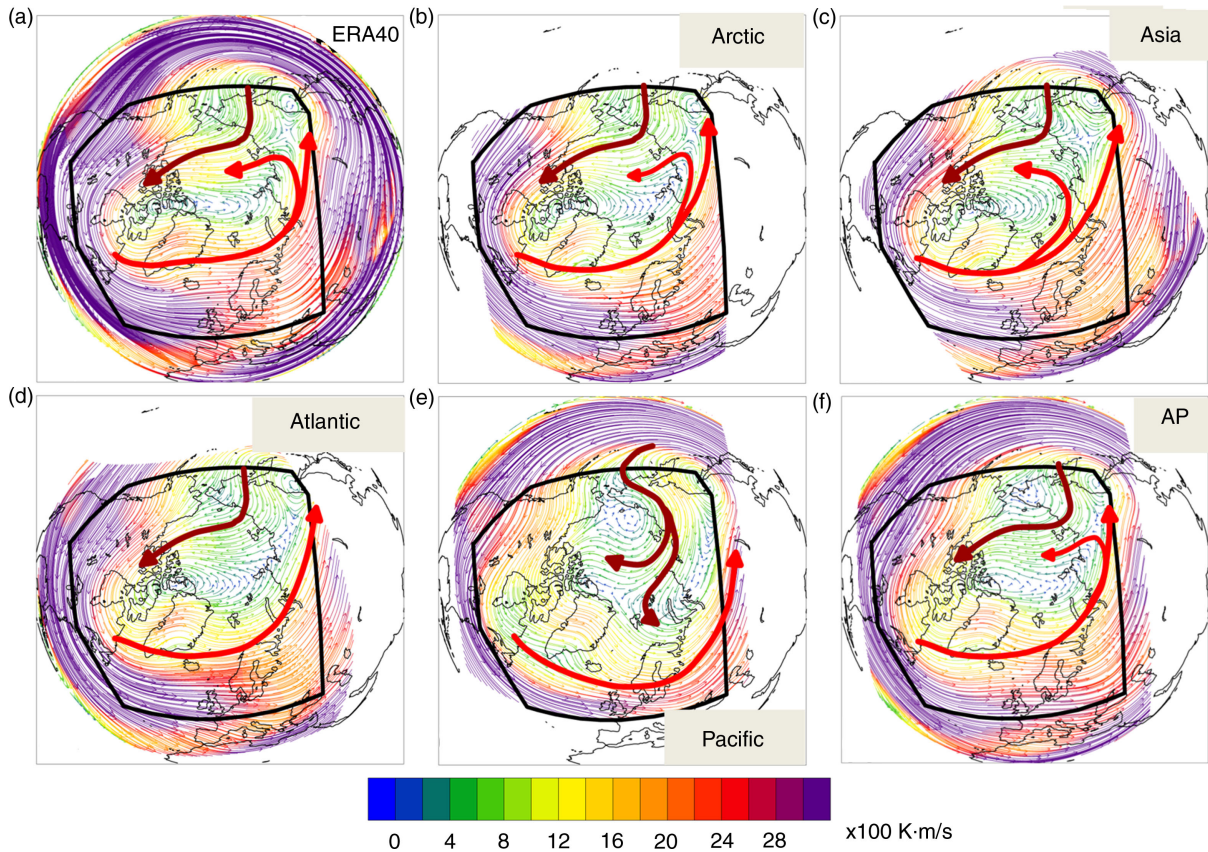 (a)
ERA40
(b)
Arctic
(c)
Asia
(d)
Atlantic
(e)
Pacific
(f)
AP
0 4 8 12 16 20 24 28
x100 K·m/s